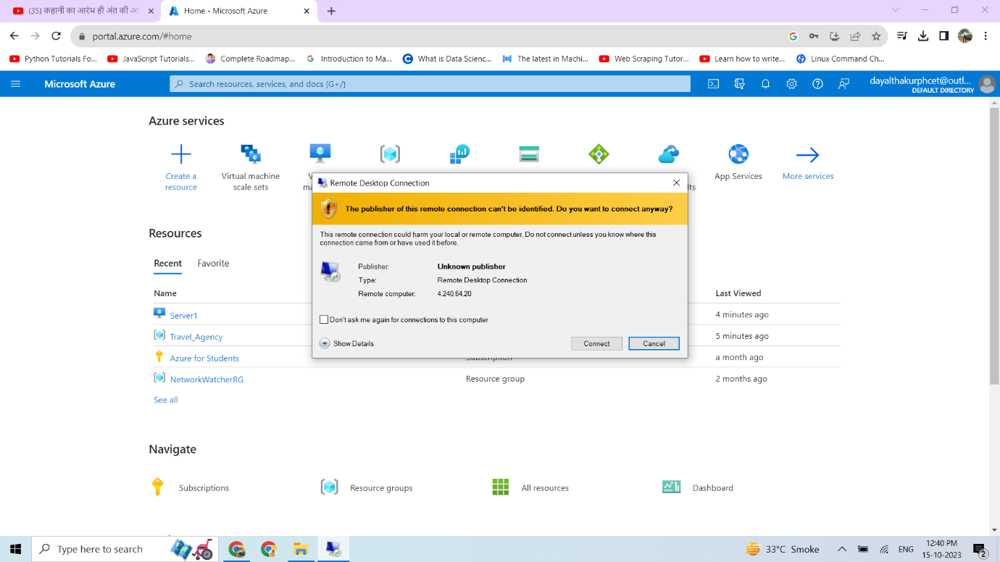 (35) कहानी का आरंभ ही अंत की
Home - Microsoft Azure
portal.azure.com/#home
Python Tutorials Fo...
JavaScript Tutorials...
Complete Roadmap...
Introduction to Ma...
What is Data Scienc...
The latest in Machi...
Web Scraping Tutor...
Learn how to write...
Linux Command Ch...
Microsoft Azure
Search resources, services, and docs (G+/)
dayalthakurphcet@outl...
DEFAULT DIRECTORY
Azure services
Create a
resource
Virtual machine
scale sets
App Services
More services
Remote Desktop Connection
The publisher of this remote connection can't be identified. Do you want to connect anyway?
This remote connection could harm your local or remote computer. Do not connect unless you know where this
connection came from or have used it before.
Publisher: Unknown publisher
Type: Remote Desktop Connection
Remote computer: 4.240.64.20
Don't ask me again for connections to this computer
Show Details
Connect
Cancel
Resources
Recent
Favorite
Name
Last Viewed
Server1
4 minutes ago
Travel_Agency
5 minutes ago
Azure for Students
Subscription
a month ago
NetworkWatcherRG
Resource group
2 months ago
See all
Navigate
Subscriptions
Resource groups
All resources
Dashboard
Type here to search
33°C Smoke
ENG
12:40 PM
15-10-2023
2